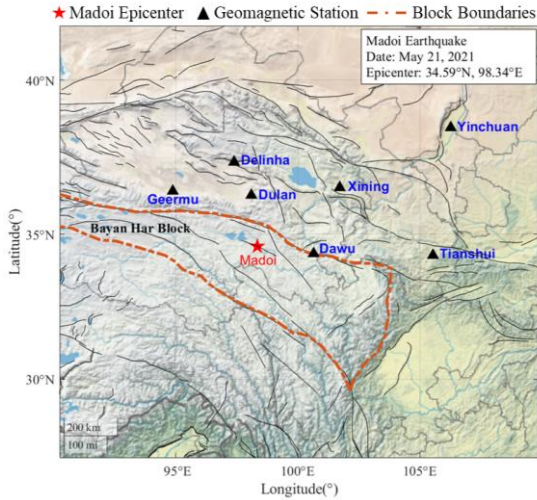 Madoi Epicenter Geomagnetic Station Block Boundaries
Madoi Earthquake
Date: May 21, 2021
Epicenter: 34.59°N, 98.34°E
40°N
Yinchuan
Delinha
Xining
Geermu
Dulan
Bayan Har Block
35°N
Dawu
Tianshui
Madoi
Latitude(°)
30°N
200 km
100 mi
95°E 100°E 105°E
Longitude(°)